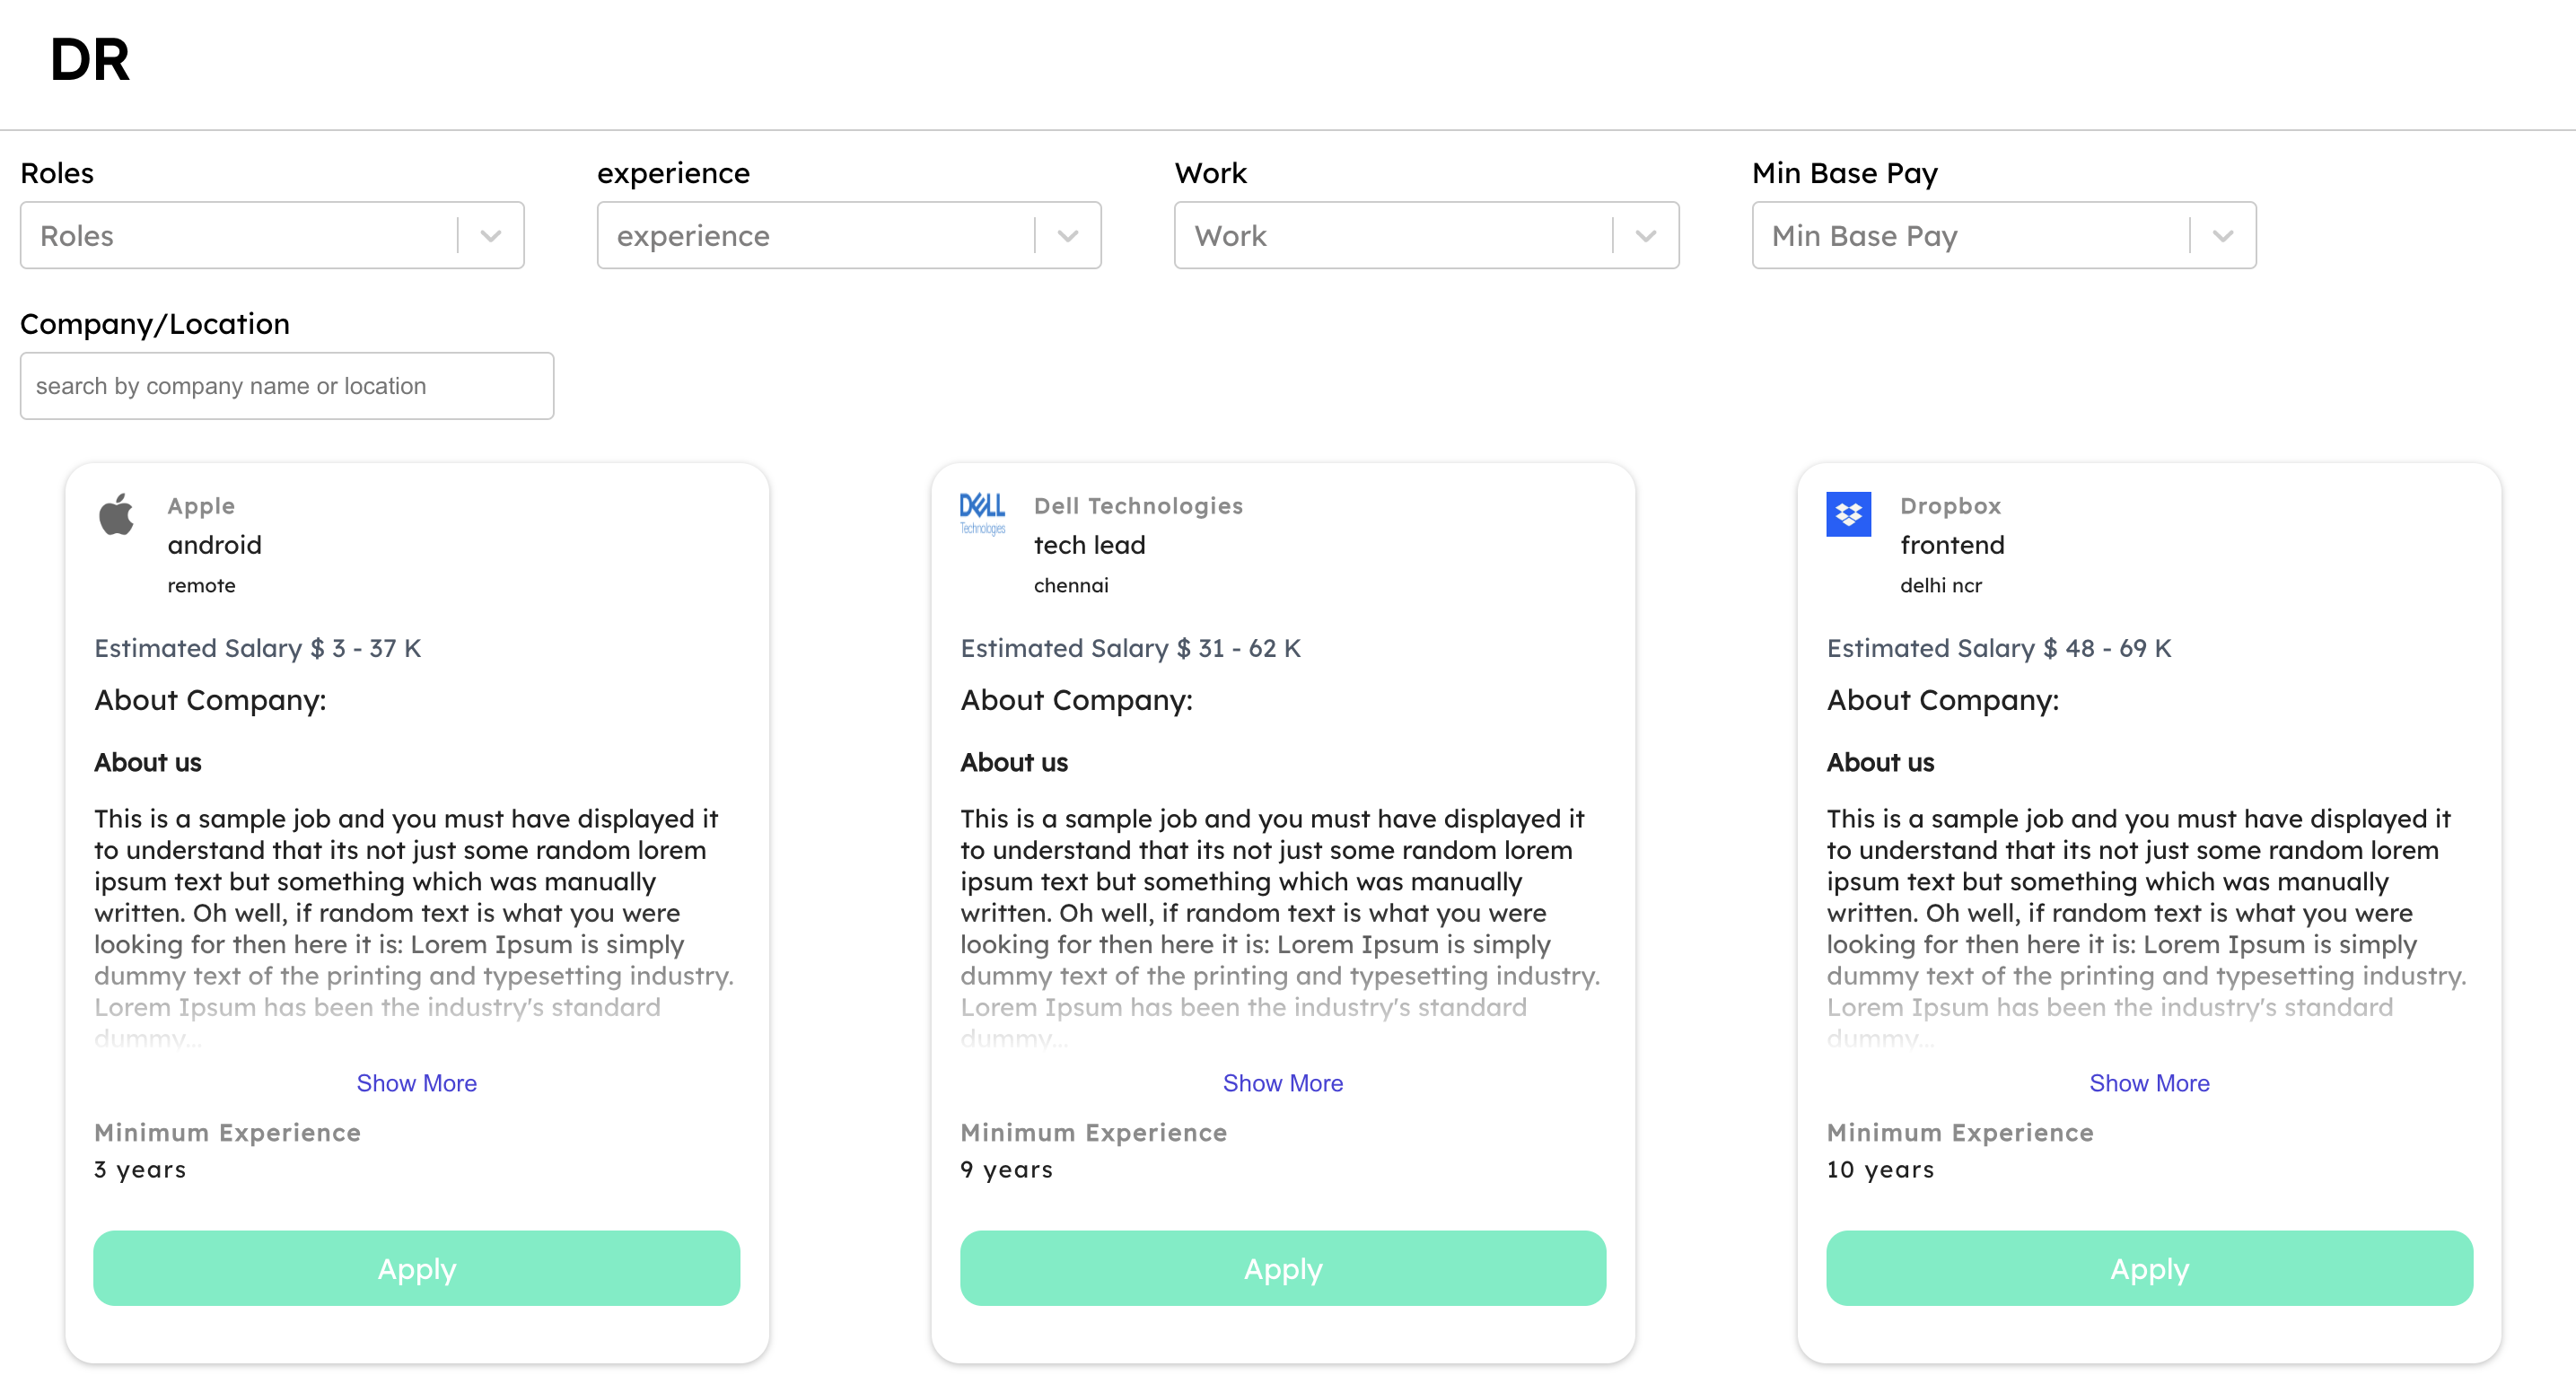 DR
Roles
experience
Work
Min Base Pay
Roles
experience
Work
Min Base Pay
Company/Location
search by company name or location
Apple
android
remote
Estimated Salary $ 3 - 37 K
About Company:
About us
This is a sample job and you must have displayed it
to understand that its not just some random lorem
ipsum text but something which was manually
written. Oh well, if random text is what you were
looking for then here it is: Lorem Ipsum is simply
dummy text of the printing and typesetting industry.
Lorem Ipsum has been the industry's standard
dummy...
Show More
Minimum Experience
3 years
Apply
DELL
Technologies
Dell Technologies
tech lead
chennai
Estimated Salary $ 31 - 62 K
About Company:
About us
This is a sample job and you must have displayed it
to understand that its not just some random lorem
ipsum text but something which was manually
written. Oh well, if random text is what you were
looking for then here it is: Lorem Ipsum is simply
dummy text of the printing and typesetting industry.
Lorem Ipsum has been the industry's standard
dummy...
Show More
Minimum Experience
9 years
Apply
Dropbox
frontend
delhi ncr
Estimated Salary $ 48 - 69 K
About Company:
About us
This is a sample job and you must have displayed it
to understand that its not just some random lorem
ipsum text but something which was manually
written. Oh well, if random text is what you were
looking for then here it is: Lorem Ipsum is simply
dummy text of the printing and typesetting industry.
Lorem Ipsum has been the industry's standard
dummy...
Show More
Minimum Experience
10 years
Apply